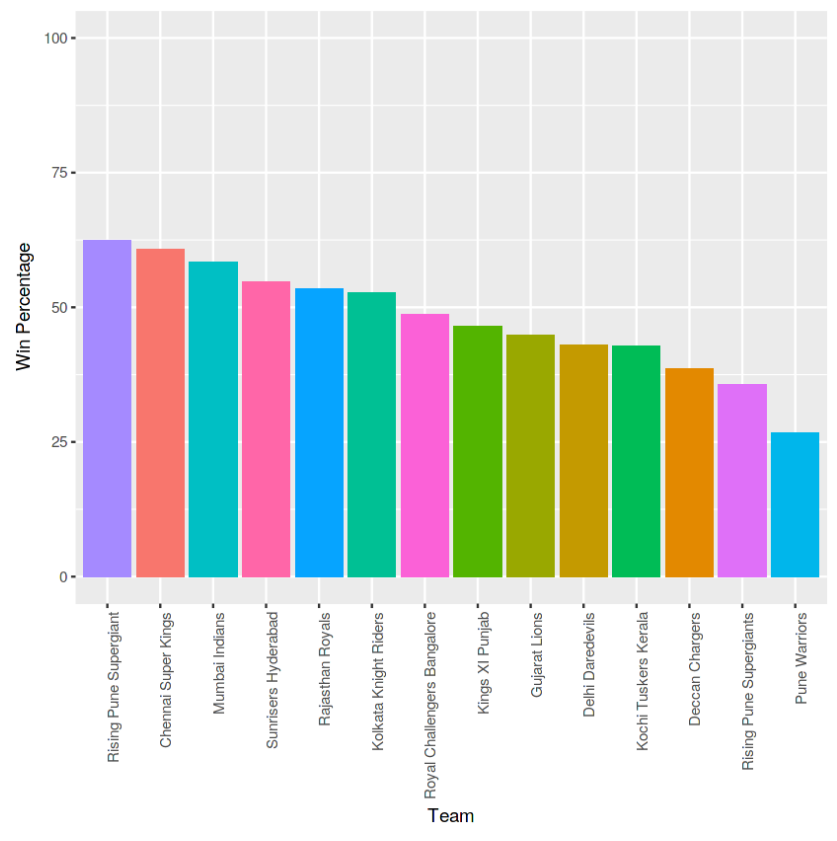 Win Percentage
100
75
50
25
0
Rising Pune Supergiant
Chennai Super Kings
Mumbai Indians
Sunrisers Hyderabad
Rajasthan Royals
Kolkata Knight Riders
Royal Challengers Bangalore
Kings XI Punjab
Gujarat Lions
Delhi Daredevils
Kochi Tuskers Kerala
Deccan Chargers
Rising Pune Supergiants
Pune Warriors
Team